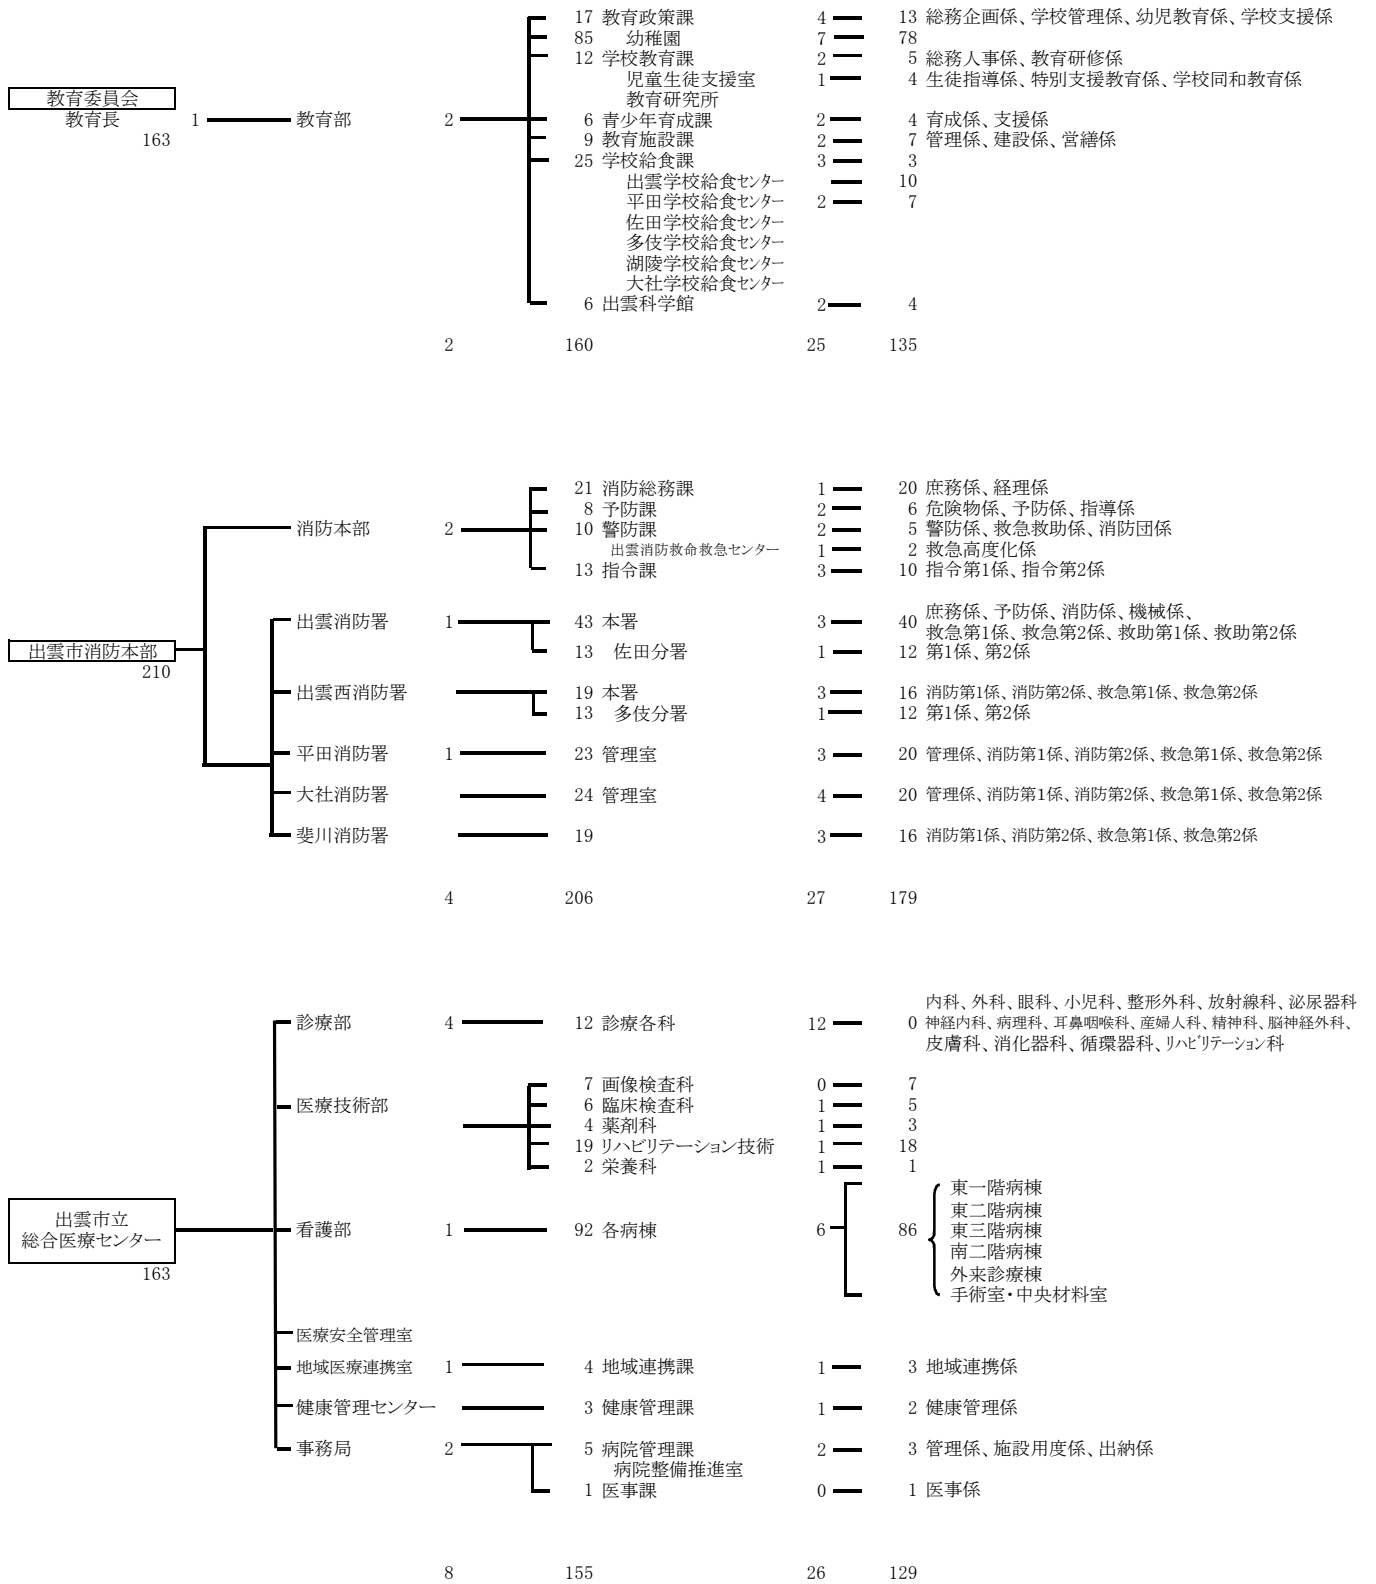 17 教育政策課 4 13 総務企画係、学校管理係、幼児教育係、学校支援係
85 幼稚園 7 78
12 学校教育課 2 5 総務人事係、教育研修係
児童生徒支援室 1 4 生徒指導係、特別支援教育係、学校同和教育係
教育委員会 教育研究所
教育長 1 教育部 2 6 青少年育成課 2 4 育成係、支援係
163 9 教育施設課 2 7 管理係、建設係、営繕係
25 学校給食課 3 3
出雲学校給食センター 10
平田学校給食センター 2 7
佐田学校給食センター
多伎学校給食センター
湖陵学校給食センター
大社学校給食センター
6 出雲科学館 2 4
2 160 25 135
21 消防総務課 1 20 庶務係、経理係
8 予防課 2 6 危険物係、予防係、指導係
消防本部 2 10 警防課 2 5 警防係、救急救助係、消防団係
出雲消防救命救急センター 1 2 救急高度化係
13 指令課 3 10 指令第1係、指令第2係
出雲消防署 1 43 本署 3 40 庶務係、予防係、消防係、機械係、
救急第1係、救急第2係、救助第1係、救助第2係
出雲市消防本部 13 佐田分署 1 12 第1係、第2係
210
出雲西消防署 19 本署 3 16 消防第1係、消防第2係、救急第1係、救急第2係
13 多伎分署 1 12 第1係、第2係
平田消防署 1 23 管理室 3 20 管理係、消防第1係、消防第2係、救急第1係、救急第2係
大社消防署 24 管理室 4 20 管理係、消防第1係、消防第2係、救急第1係、救急第2係
斐川消防署 19 3 16 消防第1係、消防第2係、救急第1係、救急第2係
4 206 27 179
内科、外科、眼科、小児科、整形外科、放射線科、泌尿器科
診療部 4 12 診療各科 12 0 神経内科、病理科、耳鼻咽喉科、産婦人科、精神科、脳神経外科、
皮膚科、消化器科、循環器科、リハビリテーション科
7 画像検査科 0 7
医療技術部 6 臨床検査科 1 5
4 薬剤科 1 3
19 リハビリテーション技術 1 18
2 栄養科 1 1
東一階病棟
出雲市立 東二階病棟
総合医療センター 看護部 1 92 各病棟 6 86 東三階病棟
南二階病棟
163 外来診療棟
手術室・中央材料室
医療安全管理室
地域医療連携室 1 4 地域連携課 1 3 地域連携係
健康管理センター 3 健康管理課 1 2 健康管理係
事務局 2 5 病院管理課 2 3 管理係、施設用度係、出納係
病院整備推進室
1 医事課 0 1 医事係
8 155 26 129